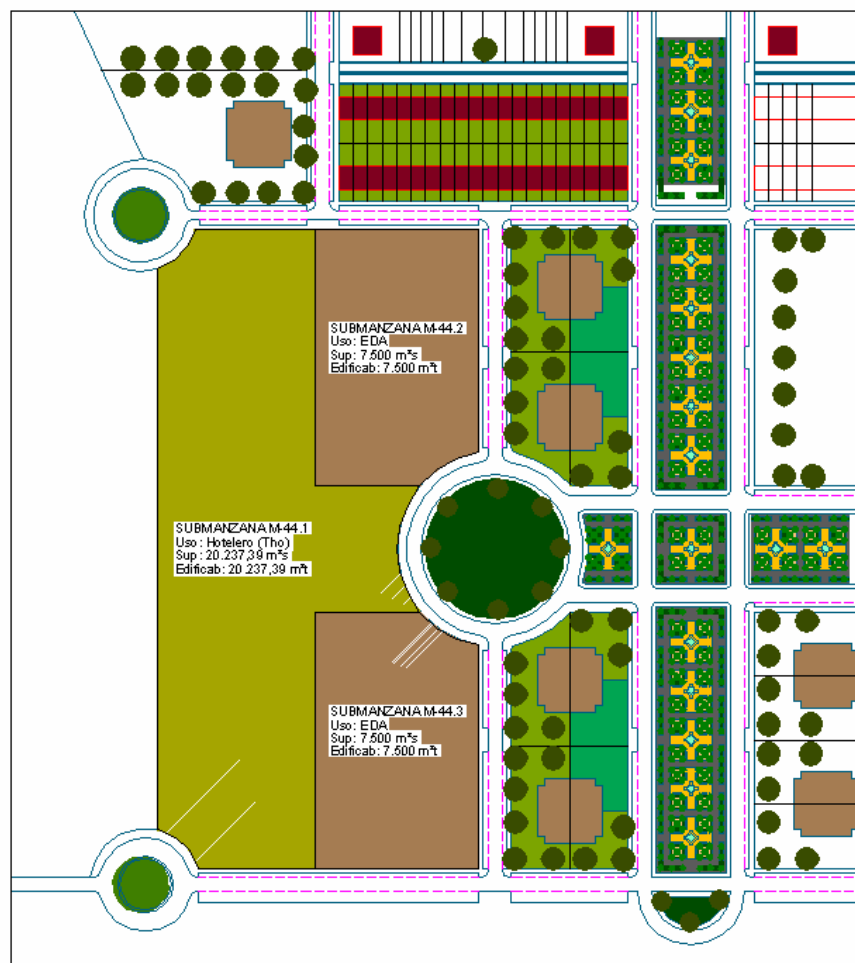 SUBMANZANA M-44.2
Uso: EDA
Sup: 7.500 m²s
Edificab: 7.500 m²t
SUBMANZANA M-44.1
Uso: Hotelero (Tho)
Sup: 20.237,39 m²s
Edificab: 20.237,39 m²t
SUBMANZANA M-44.3
Uso: EDA
Sup: 7.500 m²s
Edificab: 7.500 m²t